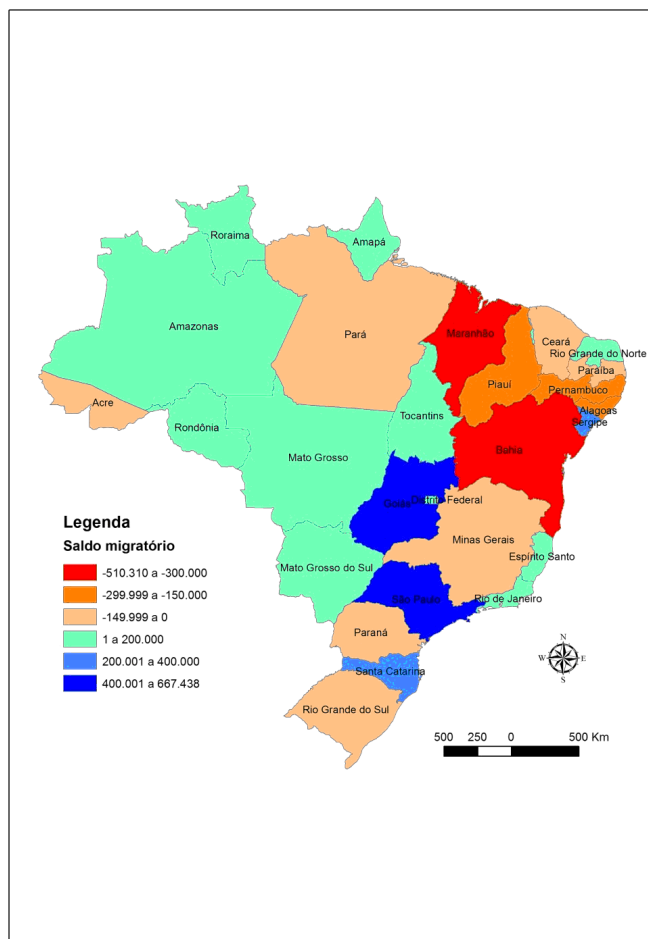 Roraima
Amapá
Amazonas
Pará
Maranhão
Ceará
Rio Grande do Norte
Paraíba
Piauí
Pernambuco
Acre
Alagoas
Sergipe
Tocantins
Rondônia
Bahia
Mato Grosso
Goiás
Distrito Federal
Minas Gerais
Espírito Santo
Mato Grosso do Sul
São Paulo
Rio de Janeiro
Paraná
Santa Catarina
Rio Grande do Sul
Legenda
Saldo migratório
-510.310 a -300.000
-299.999 a -150.000
-149.999 a 0
1 a 200.000
200.001 a 400.000
400.001 a 667.438
N
W E
S
500 250 0 500 Km